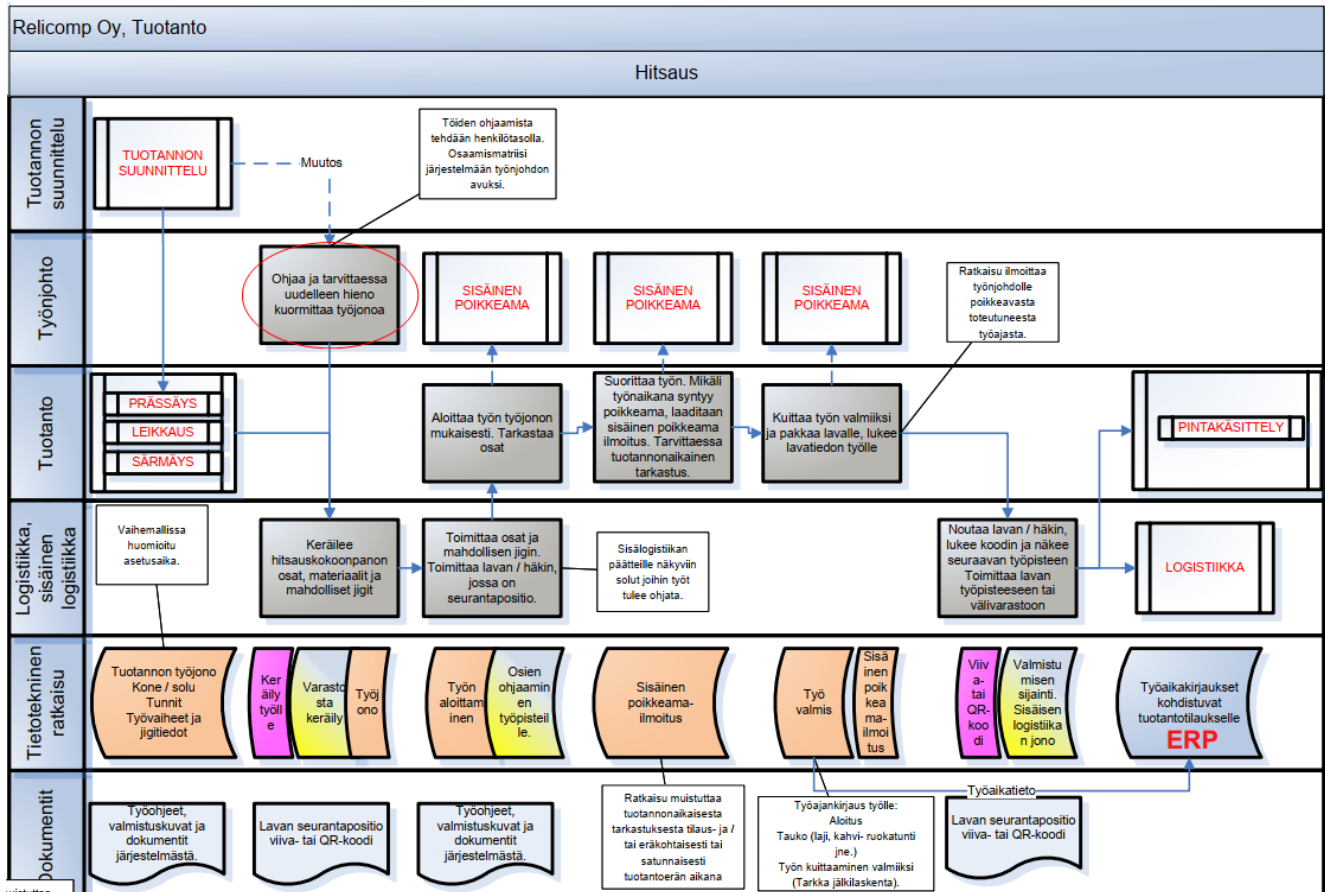 Relicomp Oy, Tuotanto
Hitsaus
Tuotannon
suunnittelu
TUOTANNON
SUUNNITTELU
Muutos
Töiden ohjaamista
tehdään henkilötasolla.
Osaamismatriisi
järjestelmään työnjohdon
avuksi.
Työnjohto
Ohjaa ja tarvittaessa
uudelleen hieno
kuormittaa työjonoa
SISÄINEN
POIKKEAMA
SISÄINEN
POIKKEAMA
SISÄINEN
POIKKEAMA
Ratkaisu ilmoittaa
työnjohdolle
poikkeavasta
toteutuneesta
työajasta.
Tuotanto
PRÄSSÄYS
LEIKKAUS
SÄRMÄYS
Aloittaa työn työjonon
mukaisesti. Tarkastaa
osat
Suorittaa työn. Mikäli
työnaikana syntyy
poikkeama, laaditaan
sisäinen poikkeama
ilmoitus. Tarvittaessa
tuotannonaikainen
tarkastus.
Kuittaa työn valmiiksi
ja pakkaa lavalle, lukee
lavatiedon työlle
PINTAKÄSITTELY
Logistiikka,
sisäinen
logistiikka
Vaihemallissa
huomioitu
asetusaika.
Keräilee
hitsauskokoonpanon
osat, materiaalit ja
mahdolliset jigit
Toimittaa osat ja
mahdollisen jigin.
Toimittaa lavan / häkin,
jossa on
seurantapositio.
Sisälogistiikan
päätteille näkyviin
solut joihin työt
tulee ohjata.
Noutaa lavan / häkin,
lukee koodin ja näkee
seuraavan työpisteen
Toimittaa lavan
työpisteeseen tai
välivarastoon
LOGISTIIKKA
Tietotekninen
ratkaisu
Tuotannon työjono
Kone / solu
Tunnit
Työvaiheet ja
jigitiedot
Ker
äily
työll
e
Varasto
sta
keräily
Työj
ono
Työn
aloittam
inen
Osien
ohjaamin
en
työpisteil
le.
Sisäinen
poikkeama-
ilmoitus
Työ
valmis
Sisä
inen
poik
kea
ma-
ilmoi
tus
Viiv
a-
tai
QR-
koo
di
Valmistu
misen
sijainti.
Sisäisen
logistiika
n jono
Työaikakirjaukset
kohdistuvat
tuotantotilaukselle
ERP
Työaikatieto
Dokumentit
Työohjeet,
valmistuskuvat ja
dokumentit
järjestelmästä.
Lavan seurantapositio
viiva- tai QR-koodi
Työohjeet,
valmistuskuvat ja
dokumentit
järjestelmästä.
Ratkaisu muistuttaa
tuotannonaikaisesta
tarkastuksesta tilaus- ja /
tai eräkohtaisesti tai
satunnaisesti
tuotantoerän aikana
Työajankirjaus työlle:
Aloitus
Tauko (laji, kahvi- ruokatunti
jne.)
Työn kuittaaminen valmiiksi
(Tarkka jälkilaskenta).
Lavan seurantapositio
viiva- tai QR-koodi